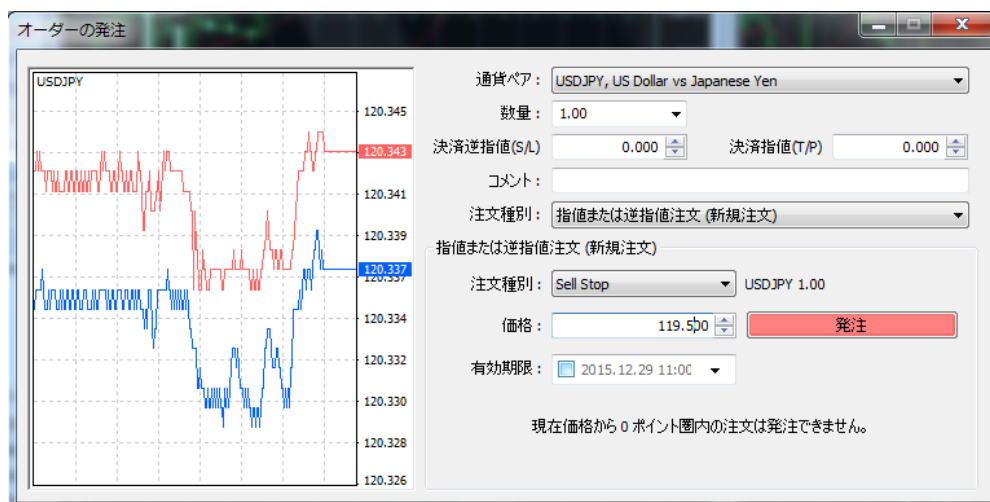 オーダーの発注
USDJPY
120.345
120.343
120.341
120.339
120.337
120.337
120.334
120.332
120.330
120.328
120.326
通貨ペア: USDJPY, US Dollar vs Japanese Yen
数量: 1.00
決済逆指値(S/L) 0.000 決済指値(T/P) 0.000
コメント:
注文種別: 指値または逆指値注文 (新規注文)
指値または逆指値注文 (新規注文)
注文種別: Sell Stop USDJPY 1.00
価格: 119.500 発注
有効期限: 2015.12.29 11:00
現在価格から 0 ポイント圏内の注文は発注できません。